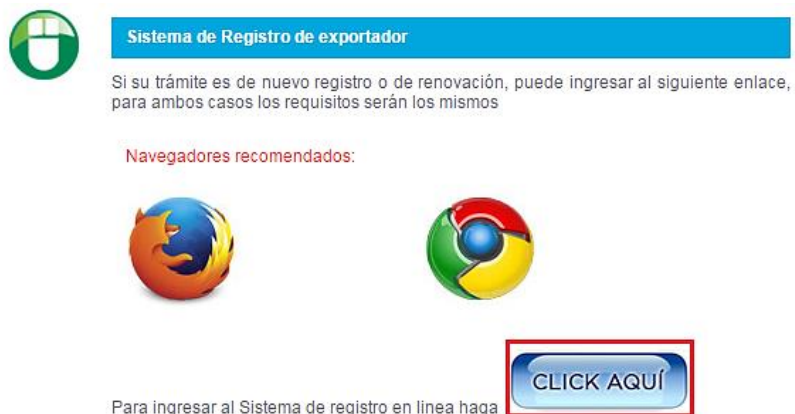 Sistema de Registro de exportador
Si su trámite es de nuevo registro o de renovación, puede ingresar al siguiente enlace,
para ambos casos los requisitos serán los mismos
Navegadores recomendados:
CLICK AQUÍ
Para ingresar al Sistema de registro en linea haga